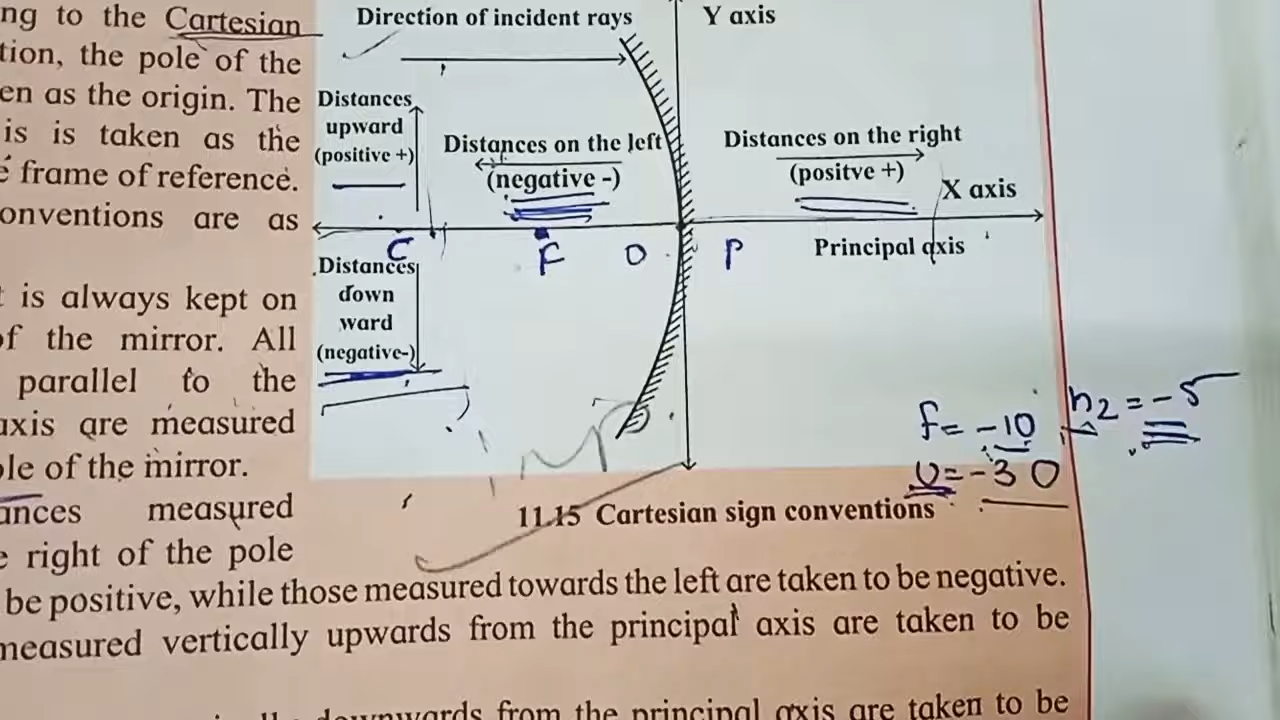 ng to the Cartesian
tion, the pole of the
en as the origin. The
is is taken as the
e frame of reference.
onventions are as
t is always kept on
of the mirror. All
parallel to the
axis are measured
ole of the mirror.
ances measured
e right of the pole
be positive, while those measured towards the left are taken to be negative.
measured vertically upwards from the principal axis are taken to be
downwards from the principal axis are taken to be
Direction of incident rays
Y axis
Distances
upward
(positive +)
Distances on the left
(negative -)
Distances on the right
(positve +)
X axis
C
F
O
P
Principal axis
Distances
down
ward
(negative-)
f= -10
h2 = -5
U= -30
11.15 Cartesian sign conventions